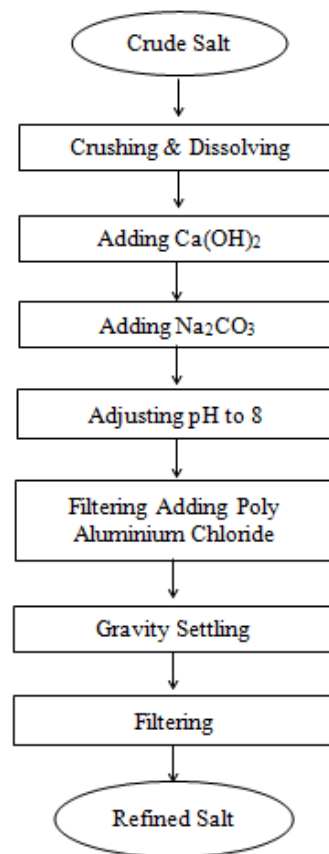 Crude Salt
Crushing & Dissolving
Adding Ca(OH)₂
Adding Na₂CO₃
Adjusting pH to 8
Filtering Adding Poly
Aluminium Chloride
Gravity Settling
Filtering
Refined Salt